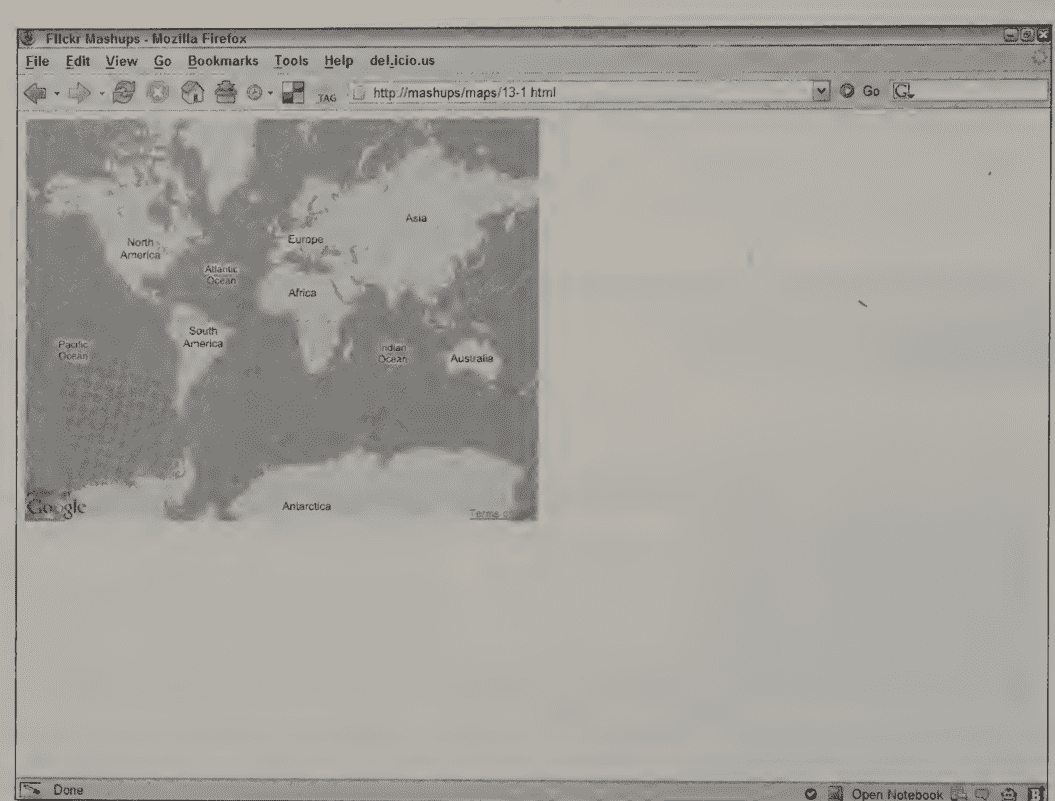 Flickr Mashups - Mozilla Firefox
File Edit View Go Bookmarks Tools Help del.icio.us
TAG http://mashups/maps/13-1 html Go G
Asia
North
America
Europe
Atlantic
Ocean
Africa
South
America
Pacific
Ocean
Indian
Ocean
Australia
Google
Antarctica
Terms of
Done
Open Notebook